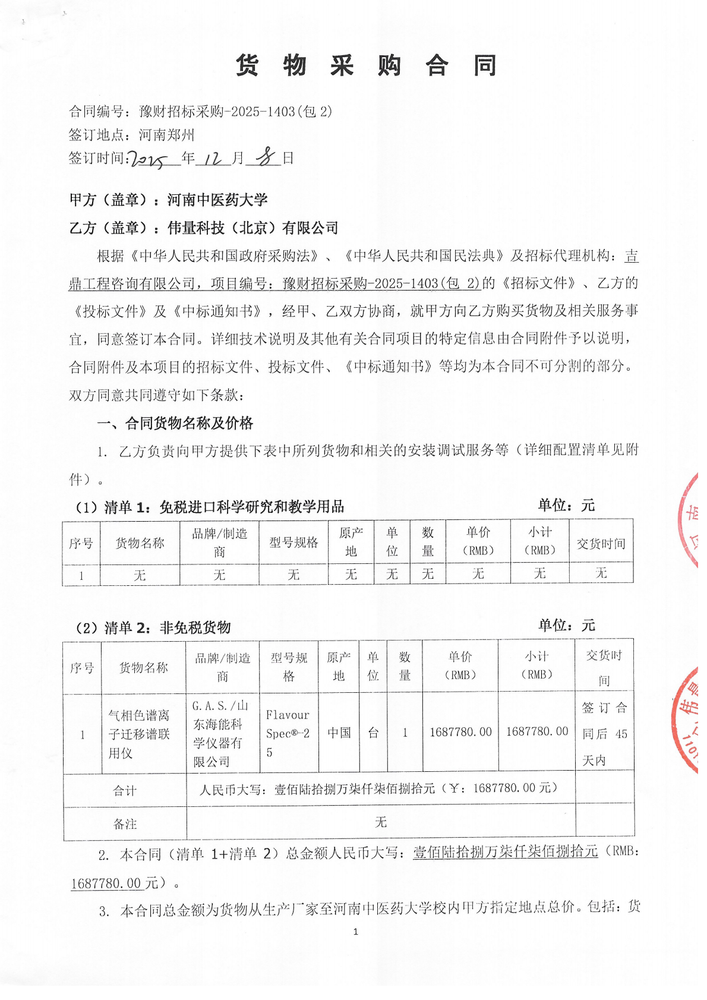 货物采购合同
合同编号：豫财招标采购-2025-1403(包 2)
签订地点：河南郑州
签订时间:2025 年 12 月 8 日
甲方（盖章）：河南中医药大学
乙方（盖章）：伟量科技（北京）有限公司
根据《中华人民共和国政府采购法》、《中华人民共和国民法典》及招标代理机构：吉
鼎工程咨询有限公司，项目编号：豫财招标采购-2025-1403(包 2)的《招标文件》、乙方的
《投标文件》及《中标通知书》，经甲、乙双方协商，就甲方向乙方购买货物及相关服务事
宜，同意签订本合同。详细技术说明及其他有关合同项目的特定信息由合同附件予以说明，
合同附件及本项目的招标文件、投标文件、《中标通知书》等均为本合同不可分割的部分。
双方同意共同遵守如下条款：
一、合同货物名称及价格
1. 乙方负责向甲方提供下表中所列货物和相关的安装调试服务等（详细配置清单见附
件）。
（1）清单 1：免税进口科学研究和教学用品 单位：元
序号 货物名称 品牌/制造商 型号规格 原产地 单位 数量 单价（RMB） 小计（RMB） 交货时间
1 无 无 无 无 无 无 无 无 无
（2）清单 2：非免税货物 单位：元
序号 货物名称 品牌/制造商 型号规格 原产地 单位 数量 单价（RMB） 小计（RMB） 交货时间
1 气相色谱离子迁移谱联用仪 G.A.S./山东海能科学仪器有限公司 FlavourSpec®-25 中国 台 1 1687780.00 1687780.00 签订合同后 45 天内
合计 人民币大写：壹佰陆拾捌万柒仟柒佰捌拾元（￥：1687780.00 元）
备注 无
2. 本合同（清单 1+清单 2）总金额人民币大写：壹佰陆拾捌万柒仟柒佰捌拾元（RMB：
1687780.00 元）。
3. 本合同总金额为货物从生产厂家至河南中医药大学校内甲方指定地点总价。包括：货
1